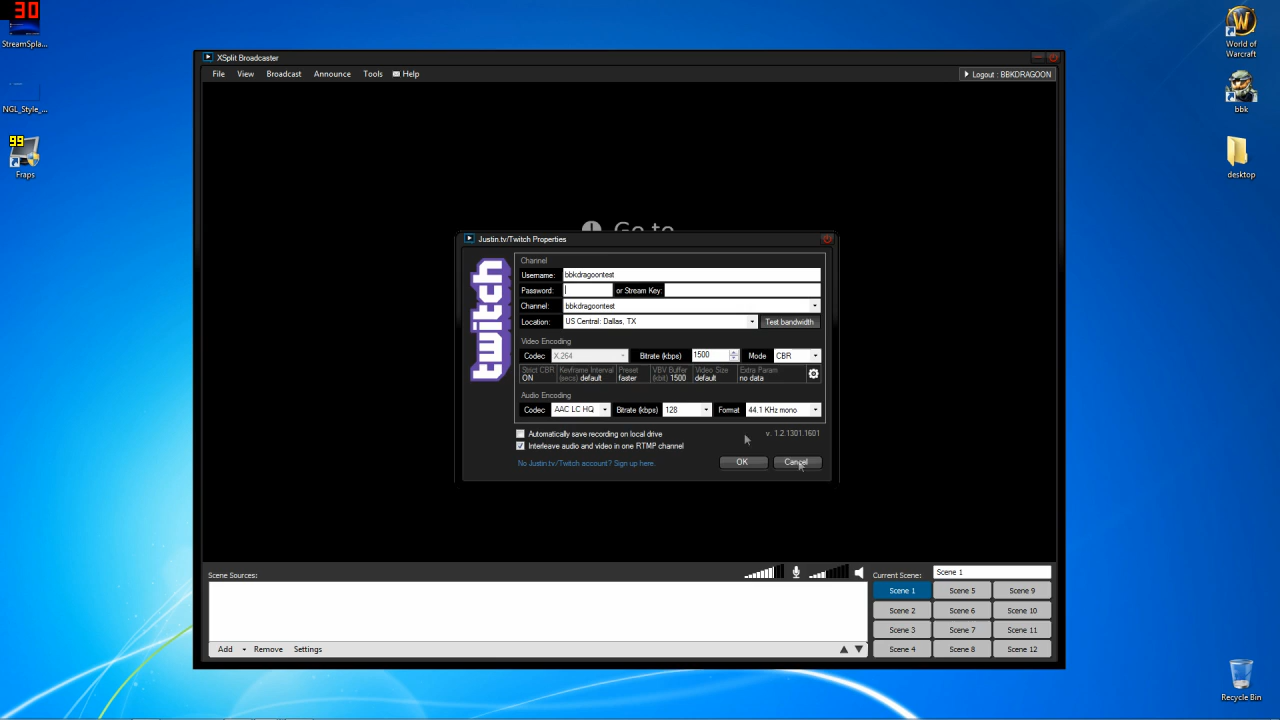 30
StreamSpla...
NGL_Style_...
99
Fraps
World of
Warcraft
bbk
desktop
Recycle Bin
XSplit Broadcaster
File View Broadcast Announce Tools Help
Logout : BBKDRAGOON
Go to
Justin.tv/Twitch Properties
twitch
Channel
Username: bbkdragoontest
Password: or Stream Key:
Channel: bbkdragoontest
Location: US Central: Dallas, TX Test bandwidth
Video Encoding
Codec X.264 Bitrate (kbps) 1500 Mode CBR
Strict CBR Keyframe Interval Preset VBV Buffer Video Size Extra Param
ON (secs) default faster (kbit) 1500 default no data
Audio Encoding
Codec AAC LC HQ Bitrate (kbps) 128 Format 44.1 KHz mono
Automatically save recording on local drive v. 1.2.1301.1601
Interleave audio and video in one RTMP channel
No Justin.tv/Twitch account? Sign up here. OK Cancel
Scene Sources:
Add Remove Settings
Current Scene: Scene 1
Scene 1 Scene 5 Scene 9
Scene 2 Scene 6 Scene 10
Scene 3 Scene 7 Scene 11
Scene 4 Scene 8 Scene 12